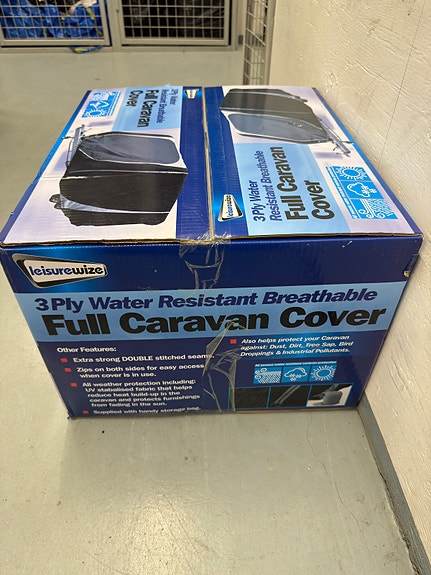 3 Ply Water
Resistant Breathable
Full Caravan
Cover
3 Ply Water
Resistant Breathable
Full Caravan
Cover
leisurewize
leisurewize
3 Ply Water Resistant Breathable
Full Caravan Cover
Other Features:
Extra strong DOUBLE stitched seams.
Zips on both sides for easy access
when cover is in use.
All weather protection including:
UV stabalised fabric that helps
reduce heat build-up in the
caravan and protects furnishings
from fading in the sun.
Supplied with handy storage bag.
Also helps protect your Caravan
against: Dust, Dirt, Tree Sap, Bird
Droppings & Industrial Pollutants.